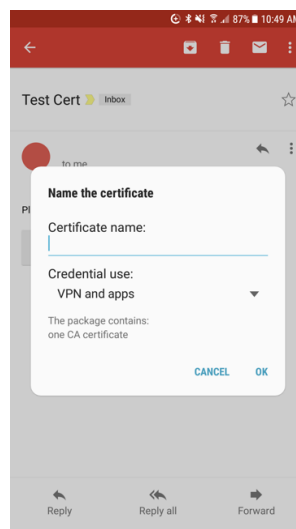 87% 10:49 AM
Test Cert Inbox
to me
Pl
Name the certificate
Certificate name:
Credential use:
VPN and apps
The package contains:
one CA certificate
CANCEL OK
Reply Reply all Forward